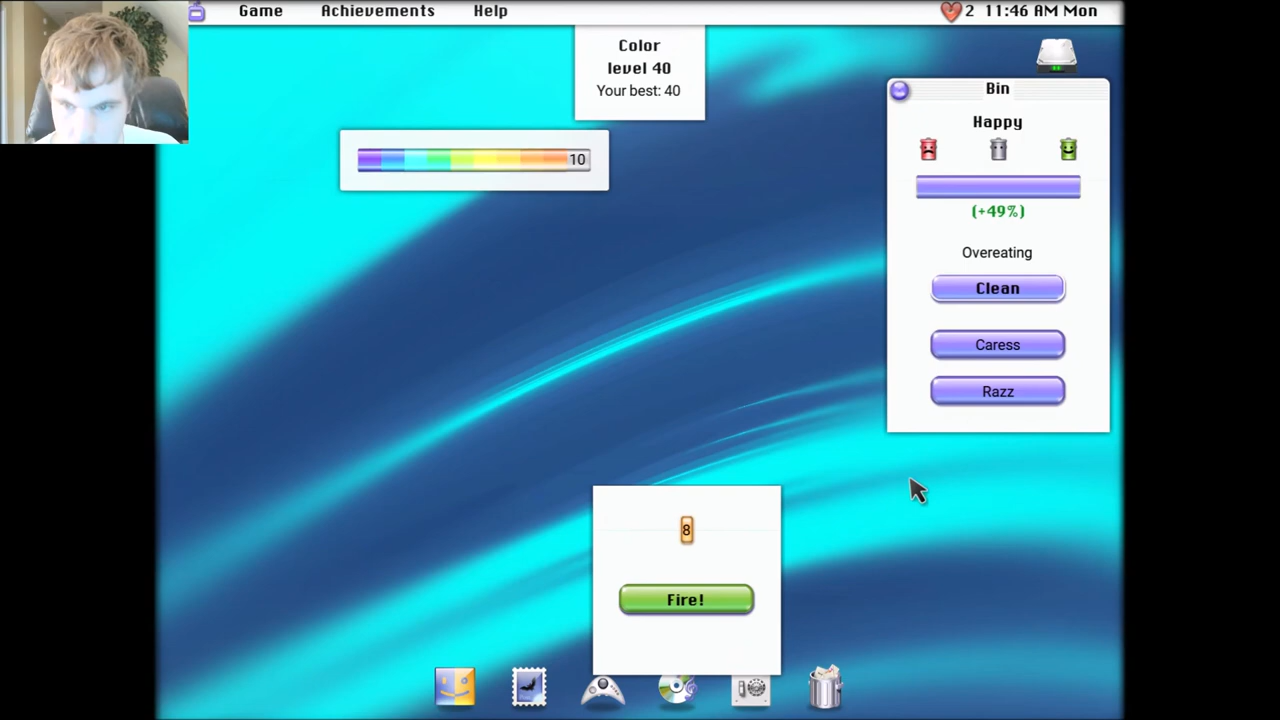 Game Achievements Help
2 11:46 AM Mon
Color
level 40
Your best: 40
10
Bin
Happy
(+49%)
Overeating
Clean
Caress
Razz
8
Fire!